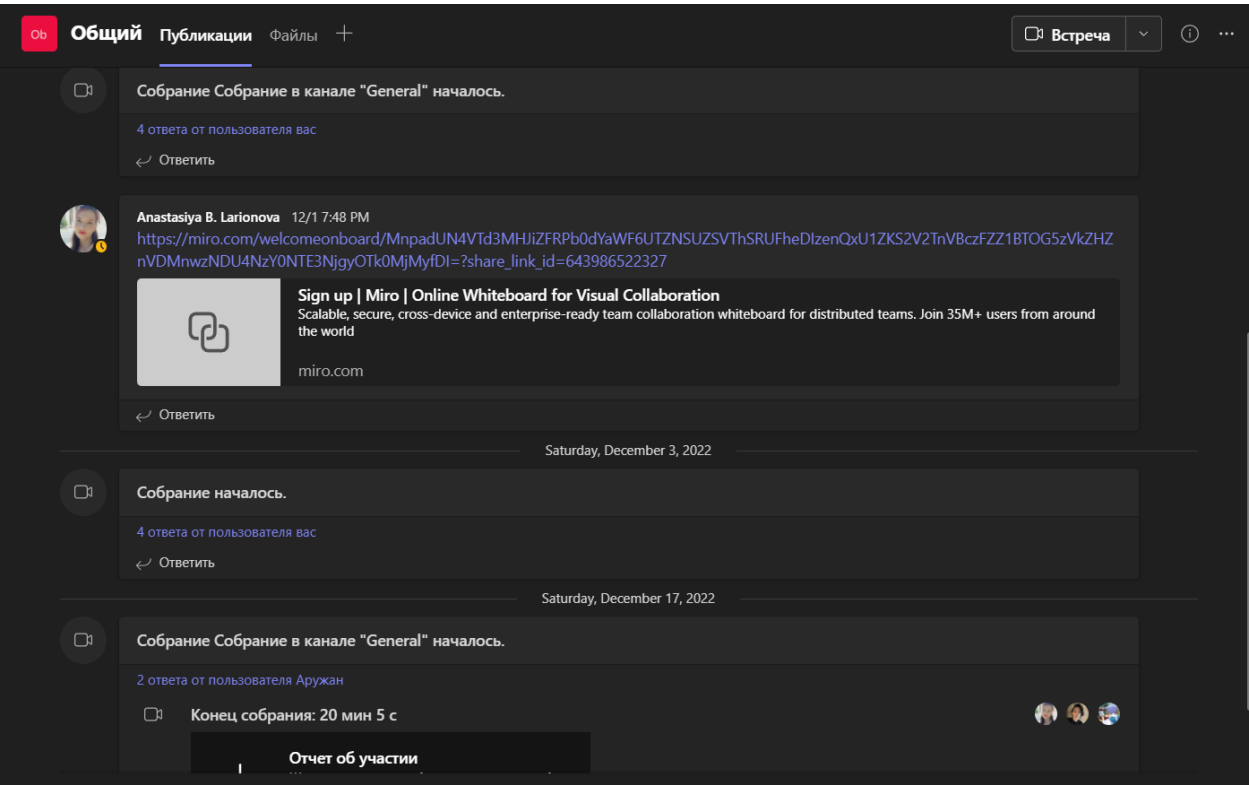 Ob Общий Публикации Файлы Встреча
Собрание Собрание в канале "General" началось.
4 ответа от пользователя вас
Ответить
Anastasiya B. Larionova 12/1 7:48 PM
https://miro.com/welcomeonboard/MnpadUN4VTd3MHJiZFRPb0dYaWF6UTZNSUZSVThSRUFheDIzenQxU1ZKS2V2TnVBczFZZ1BTOG5zVkZHZ
nVDMnwzNDU4NzY0NTE3NjgyOTk0MjMyfDI=?share_link_id=643986522327
Sign up | Miro | Online Whiteboard for Visual Collaboration
Scalable, secure, cross-device and enterprise-ready team collaboration whiteboard for distributed teams. Join 35M+ users from around
the world
miro.com
Ответить
Saturday, December 3, 2022
Собрание началось.
4 ответа от пользователя вас
Ответить
Saturday, December 17, 2022
Собрание Собрание в канале "General" началось.
2 ответа от пользователя Аружан
Конец собрания: 20 мин 5 с
Отчет об участии